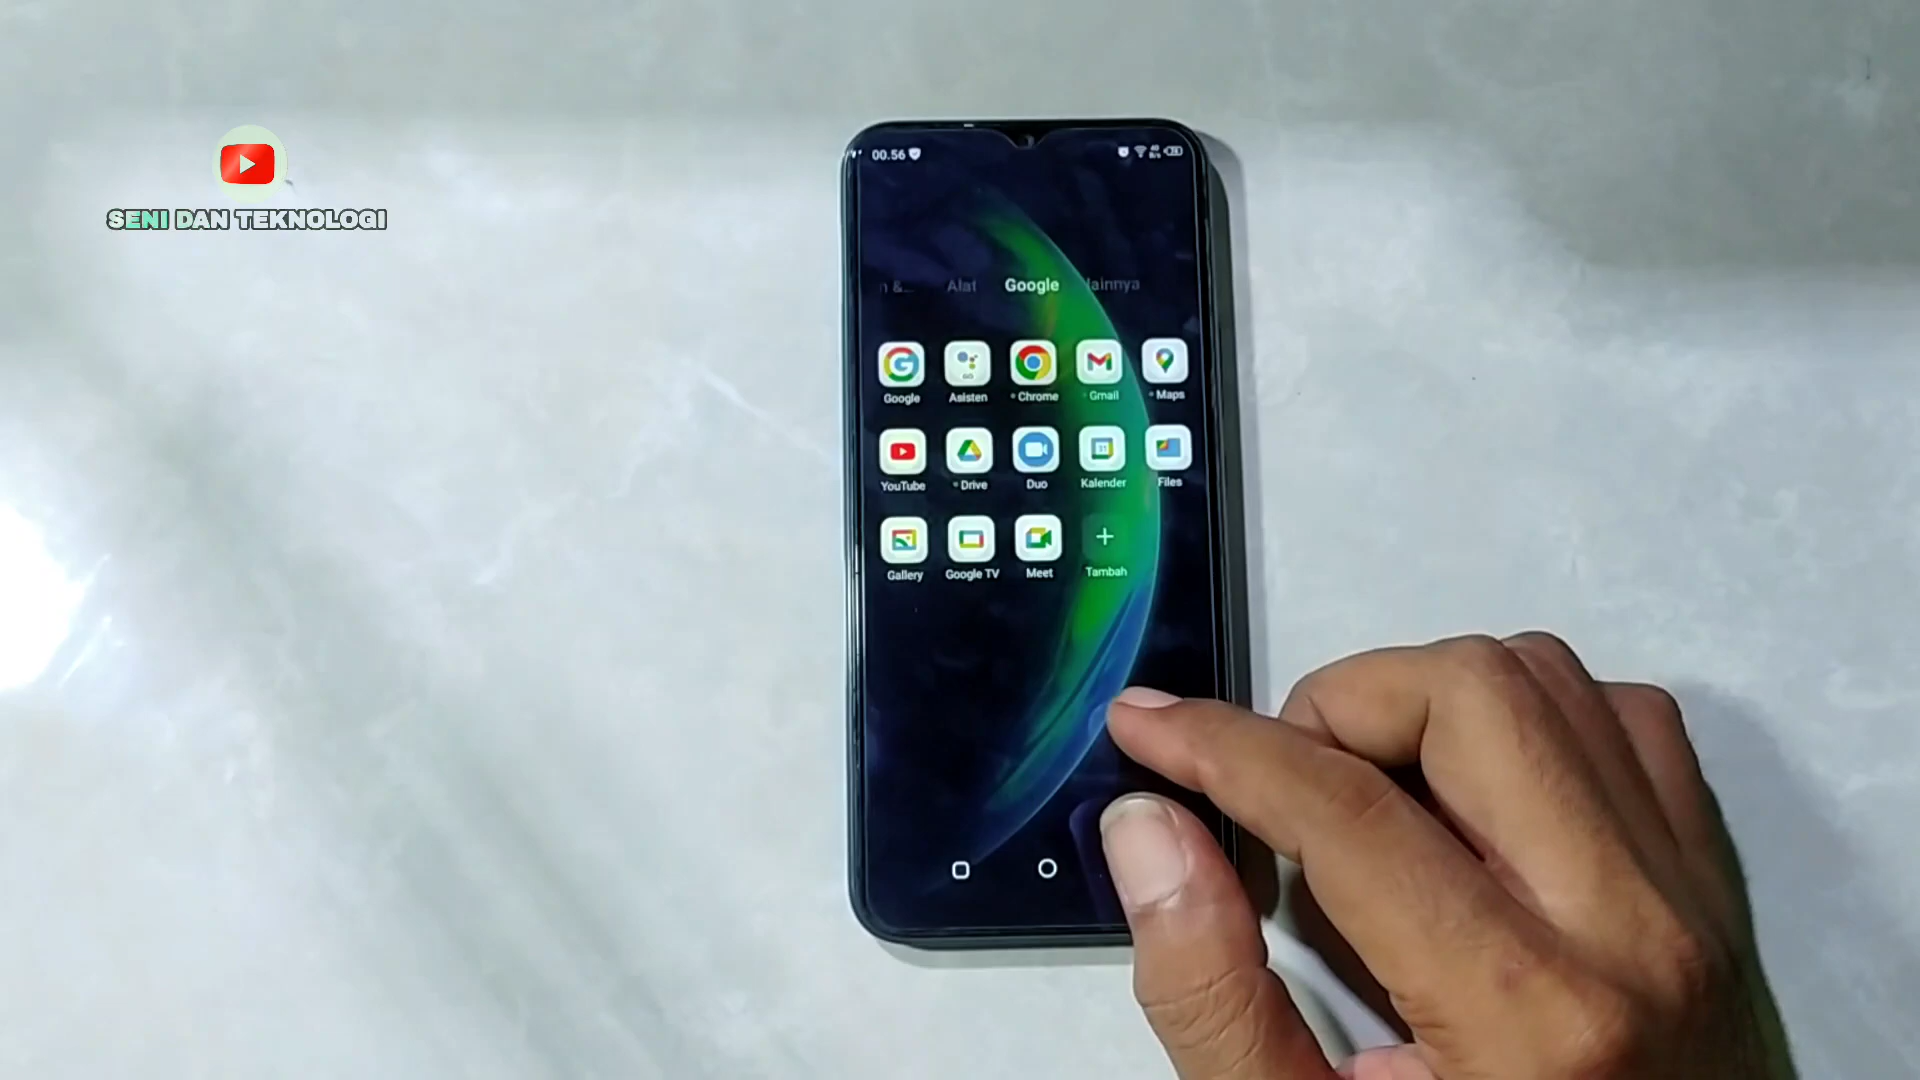 SENI DAN TEKNOLOGI
00.56
n &... Alat Google lainnya
Google Asisten Chrome Gmail Maps
YouTube Drive Duo Kalender Files
31
Gallery Google TV Meet Tambah